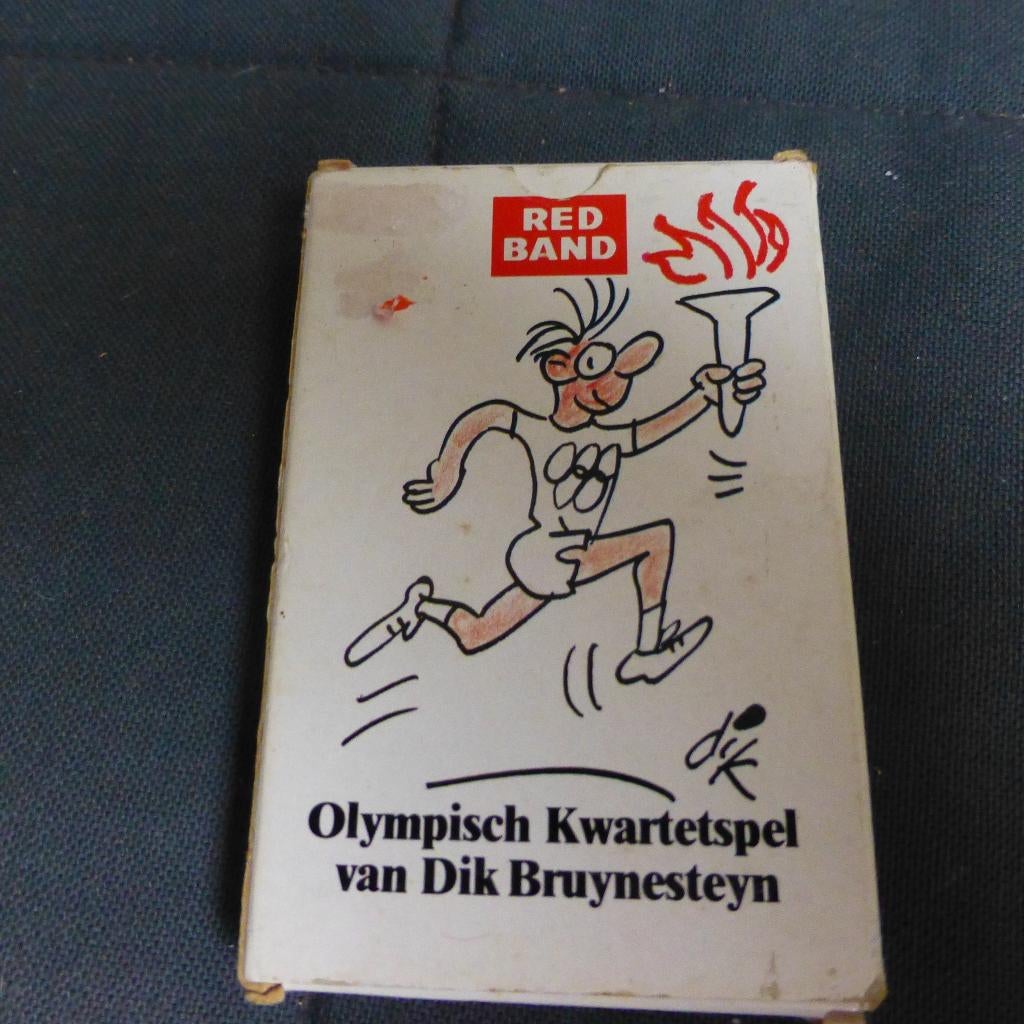 RED
BAND
dik
Olympisch Kwartetspel
van Dik Bruynesteyn